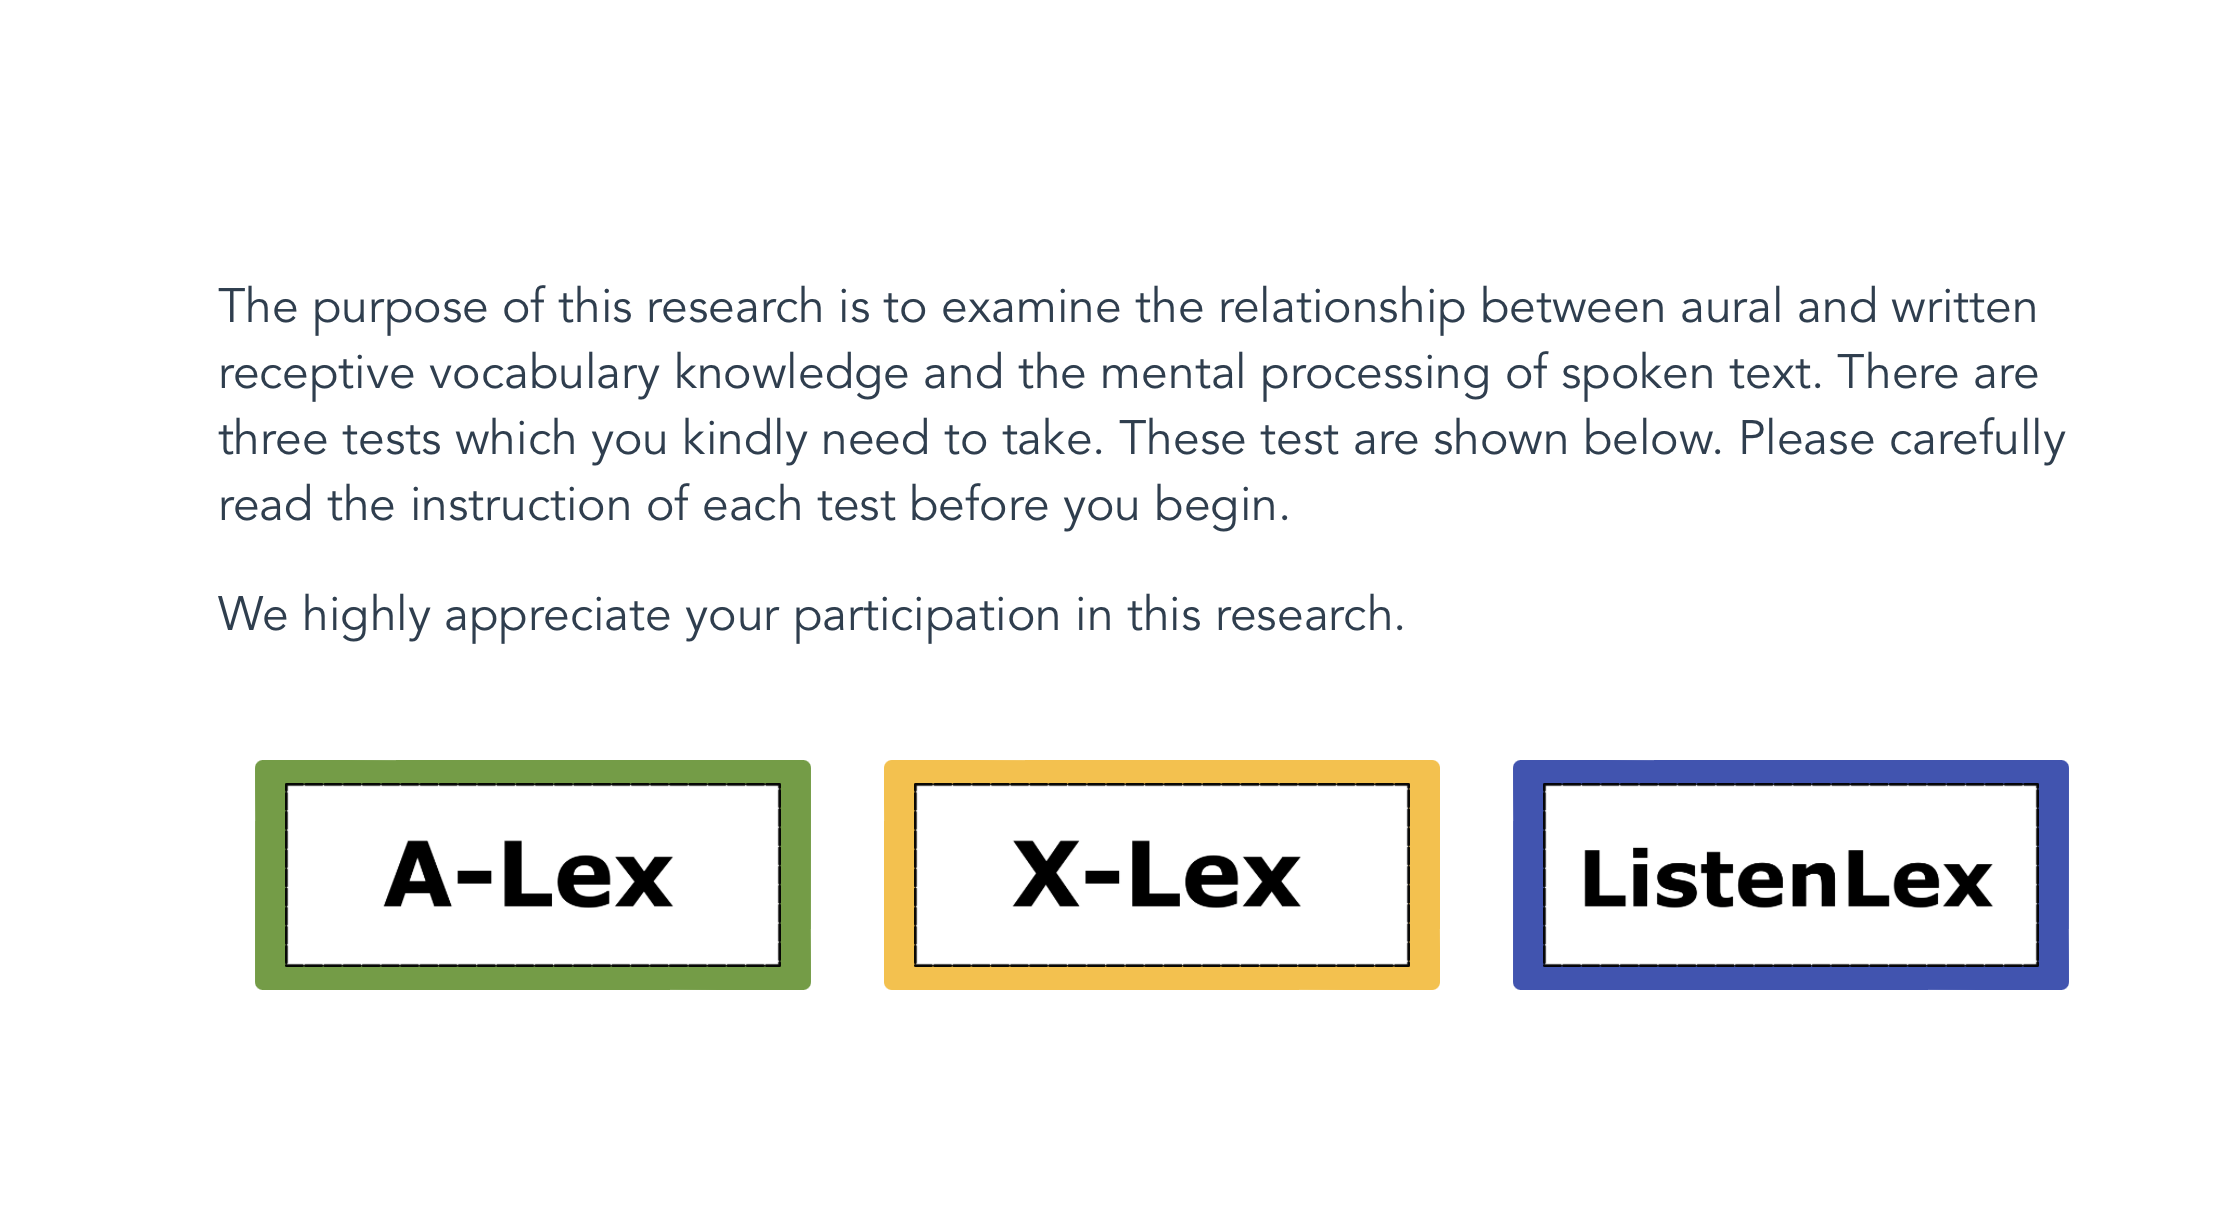 The purpose of this research is to examine the relationship between aural and written
receptive vocabulary knowledge and the mental processing of spoken text. There are
three tests which you kindly need to take. These test are shown below. Please carefully
read the instruction of each test before you begin.
We highly appreciate your participation in this research.
A-Lex
X-Lex
ListenLex